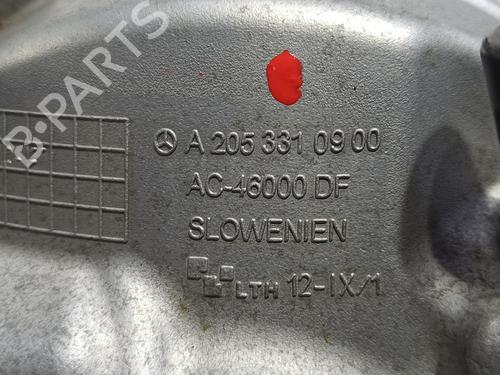 B-PARTS
A 205 331 09 00
AC-46000 DF
SLOWENIEN
LTH 12-IX/1